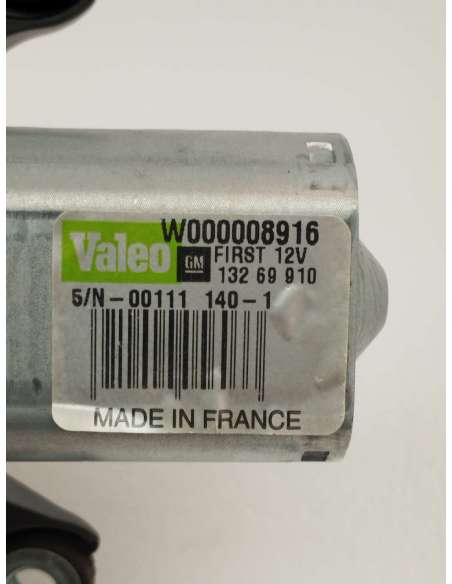 Valeo GM W000008916
FIRST 12V
132 69 910
S/N-00111 140-1
MADE IN FRANCE